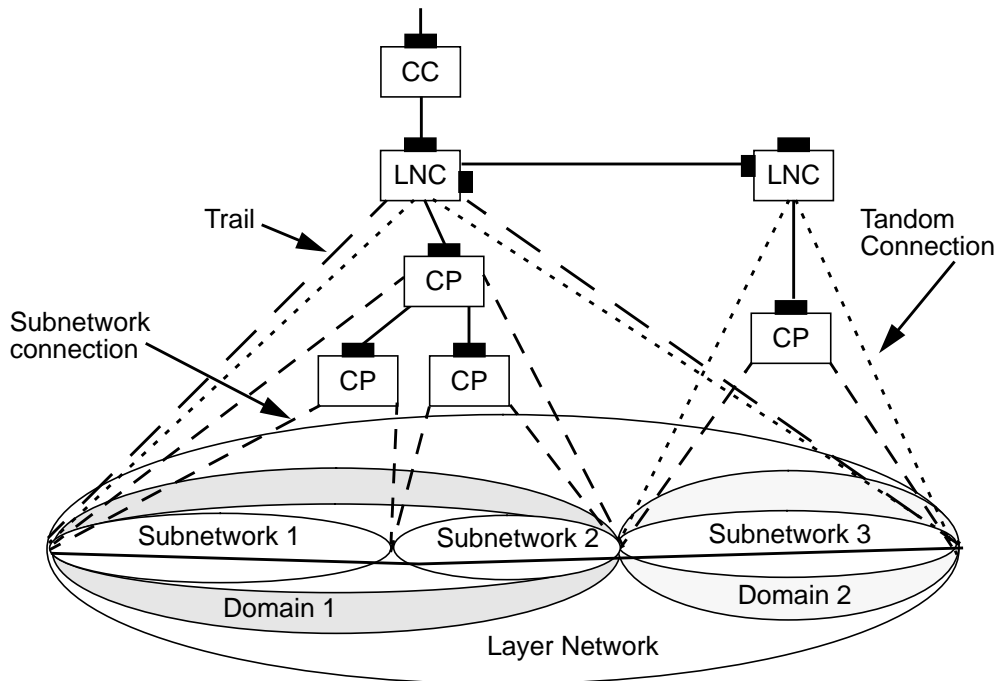 CC
LNC
LNC
Trail
Tandom
Connection
CP
Subnetwork
connection
CP
CP
CP
Subnetwork 1
Subnetwork 2
Subnetwork 3
Domain 1
Domain 2
Layer Network